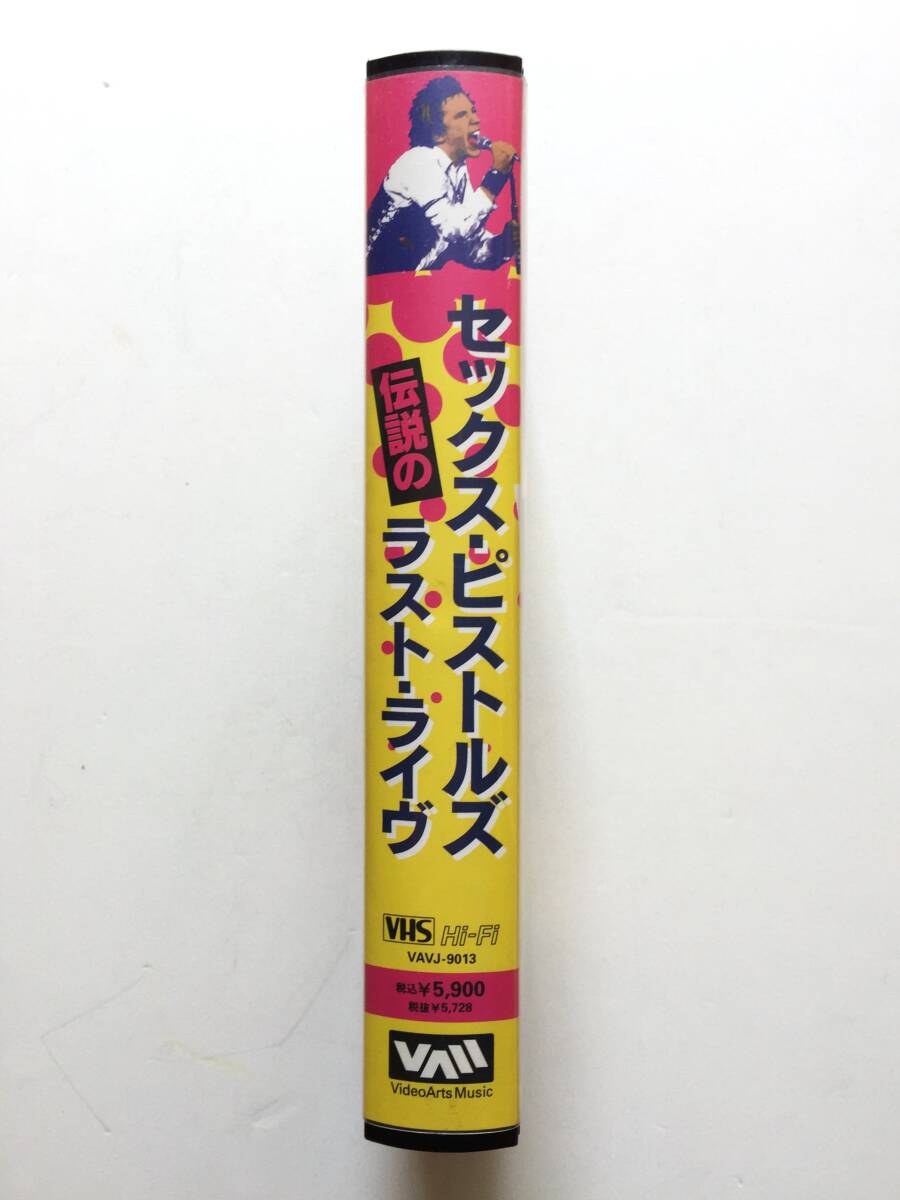 セックス・ピストルズ
伝説の
ラスト・ライヴ
VHS Hi-Fi
VAVJ-9013
税込￥5,900
税抜￥5,728
VAM
VideoArts Music